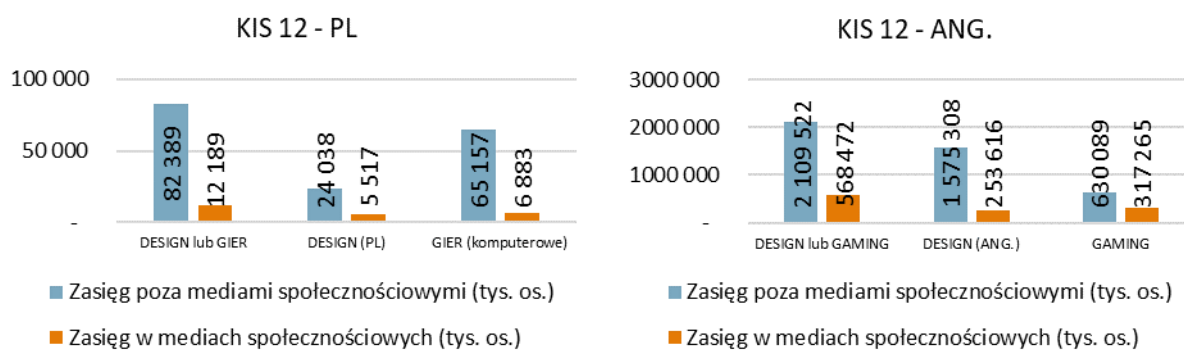 KIS 12 - PL
100 000
50 000
-
82 389
12 189
24 038
5 517
65 157
6 883
DESIGN lub GIER
DESIGN (PL)
GIER (komputerowe)
Zasięg poza mediami społecznościowymi (tys. os.)
Zasięg w mediach społecznościowych (tys. os.)
KIS 12 - ANG.
3000 000
2000 000
1000 000
-
2 109 522
568 472
1 575 308
253 616
630 089
317 265
DESIGN lub GAMING
DESIGN (ANG.)
GAMING
Zasięg poza mediami społecznościowymi (tys. os.)
Zasięg w mediach społecznościowych (tys. os.)